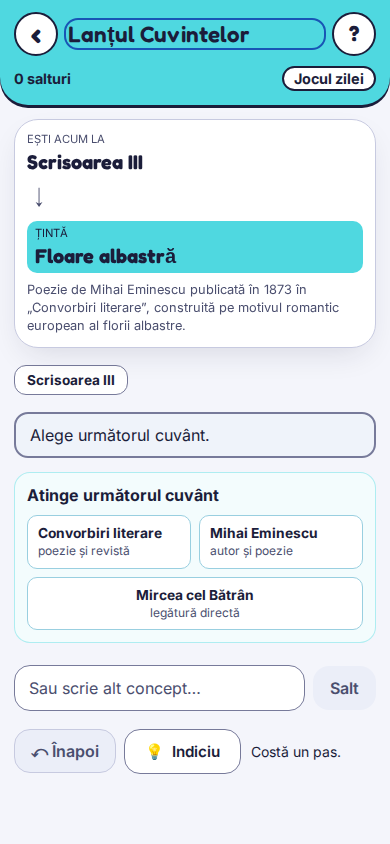 Lanțul Cuvintelor
?
0 salturi
Jocul zilei
EȘTI ACUM LA
Scrisoarea III
↓
ȚINTĂ
Floare albastră
Poezie de Mihai Eminescu publicată în 1873 în
„Convorbiri literare”, construită pe motivul romantic
european al florii albastre.
Scrisoarea III
Alege următorul cuvânt.
Atinge următorul cuvânt
Convorbiri literare
poezie și revistă
Mihai Eminescu
autor și poezie
Mircea cel Bătrân
legătură directă
Sau scrie alt concept...
Salt
Înapoi
Indiciu
Costă un pas.